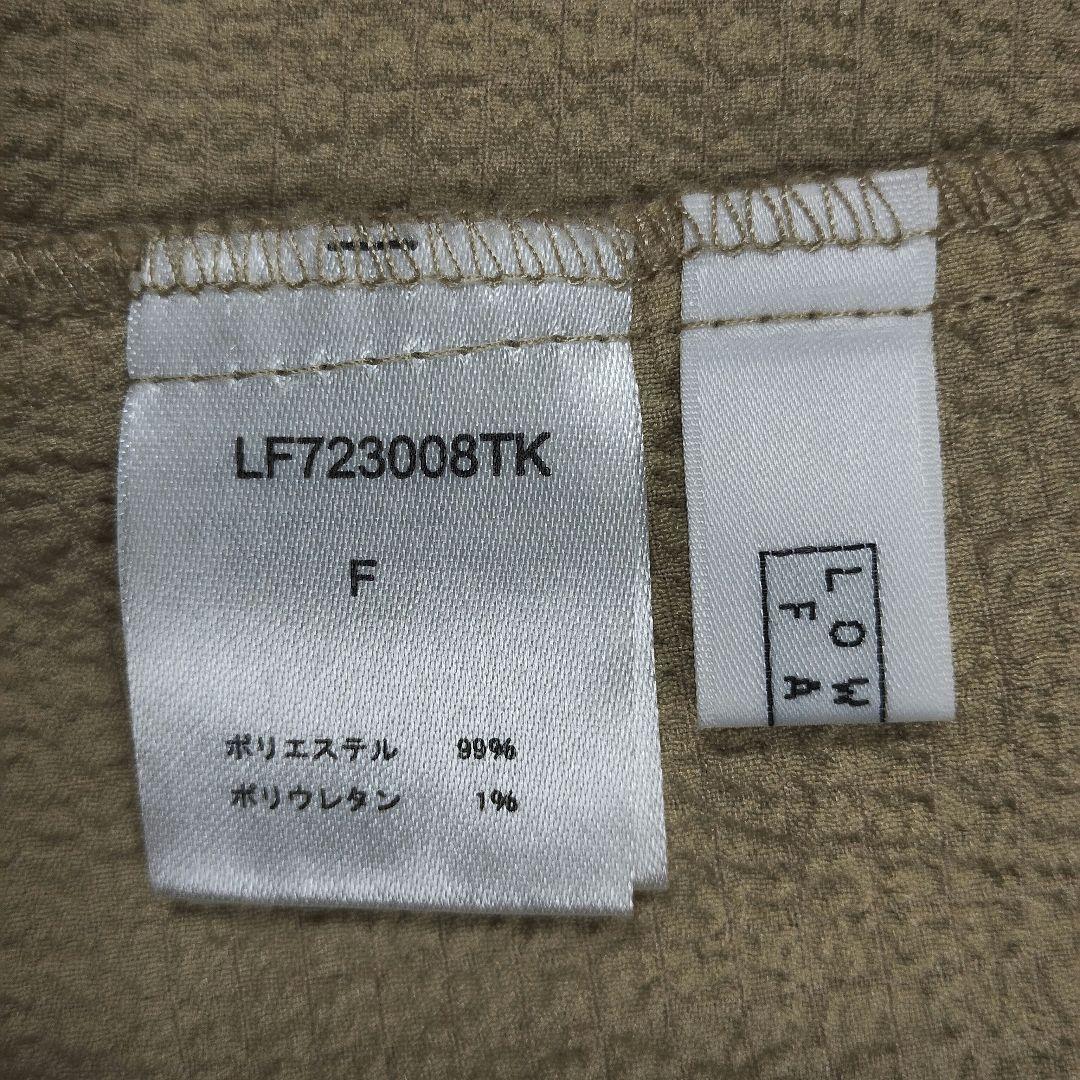 LF723008TK
F
ポリエステル 99%
ポリウレタン 1%
LOW
FA